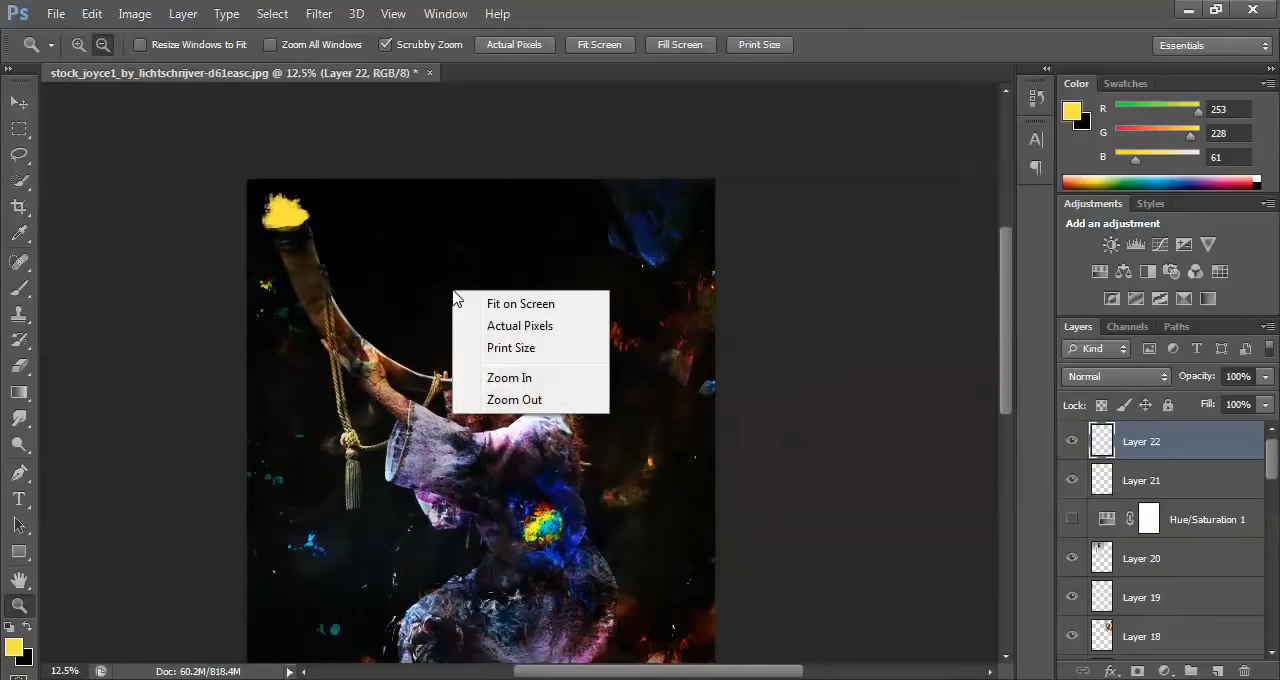 Ps File Edit Image Layer Type Select Filter 3D View Window Help
Resize Windows to Fit Zoom All Windows Scrubby Zoom Actual Pixels Fit Screen Fill Screen Print Size Essentials
stock_joyce1_by_lichtschrijver-d61easc.jpg @ 12.5% (Layer 22, RGB/8) * ×
Color Swatches
R 253
G 228
B 61
Adjustments Styles
Add an adjustment
Fit on Screen
Actual Pixels
Print Size
Zoom In
Zoom Out
Layers Channels Paths
Kind
Normal Opacity: 100%
Lock: Fill: 100%
Layer 22
Layer 21
Hue/Saturation 1
Layer 20
Layer 19
Layer 18
12.5% Doc: 60.2M/818.4M